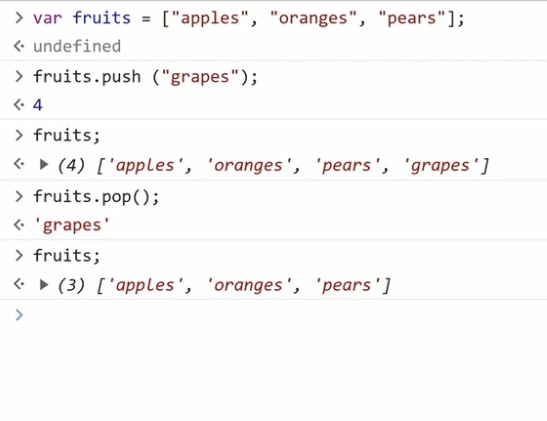 > var fruits = ["apples", "oranges", "pears"];
<· undefined
> fruits.push ("grapes");
<· 4
> fruits;
<· ▶ (4) ['apples', 'oranges', 'pears', 'grapes']
> fruits.pop();
<· 'grapes'
> fruits;
<· ▶ (3) ['apples', 'oranges', 'pears']
>